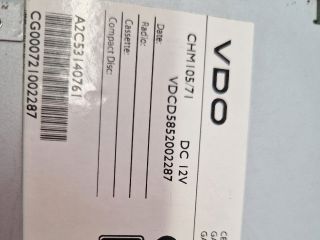 VDO
CHM105/71
DC 12V
VDCD5852002287
Date:
Radio:
Cassette:
Compact Disc:
A2C53140761
CG000721002287